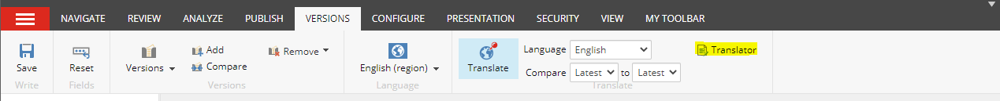 NAVIGATE REVIEW ANALYZE PUBLISH VERSIONS CONFIGURE PRESENTATION SECURITY VIEW MY TOOLBAR
Save
Write
Reset
Fields
Versions
Add
Compare
Remove
Versions
English (region)
Language
Translate
Language English
Compare Latest to Latest
Translator
Translate